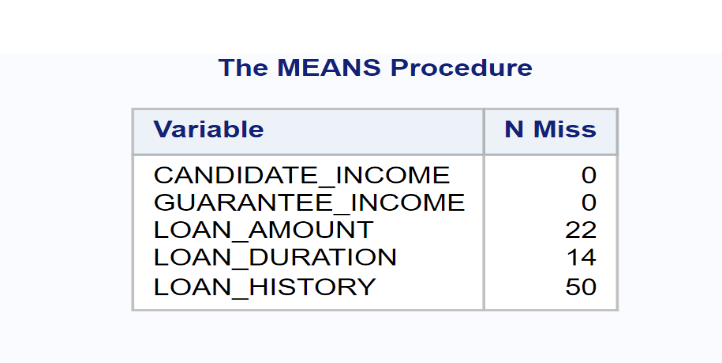 The MEANS Procedure
Variable N Miss
CANDIDATE_INCOME 0
GUARANTEE_INCOME 0
LOAN_AMOUNT 22
LOAN_DURATION 14
LOAN_HISTORY 50